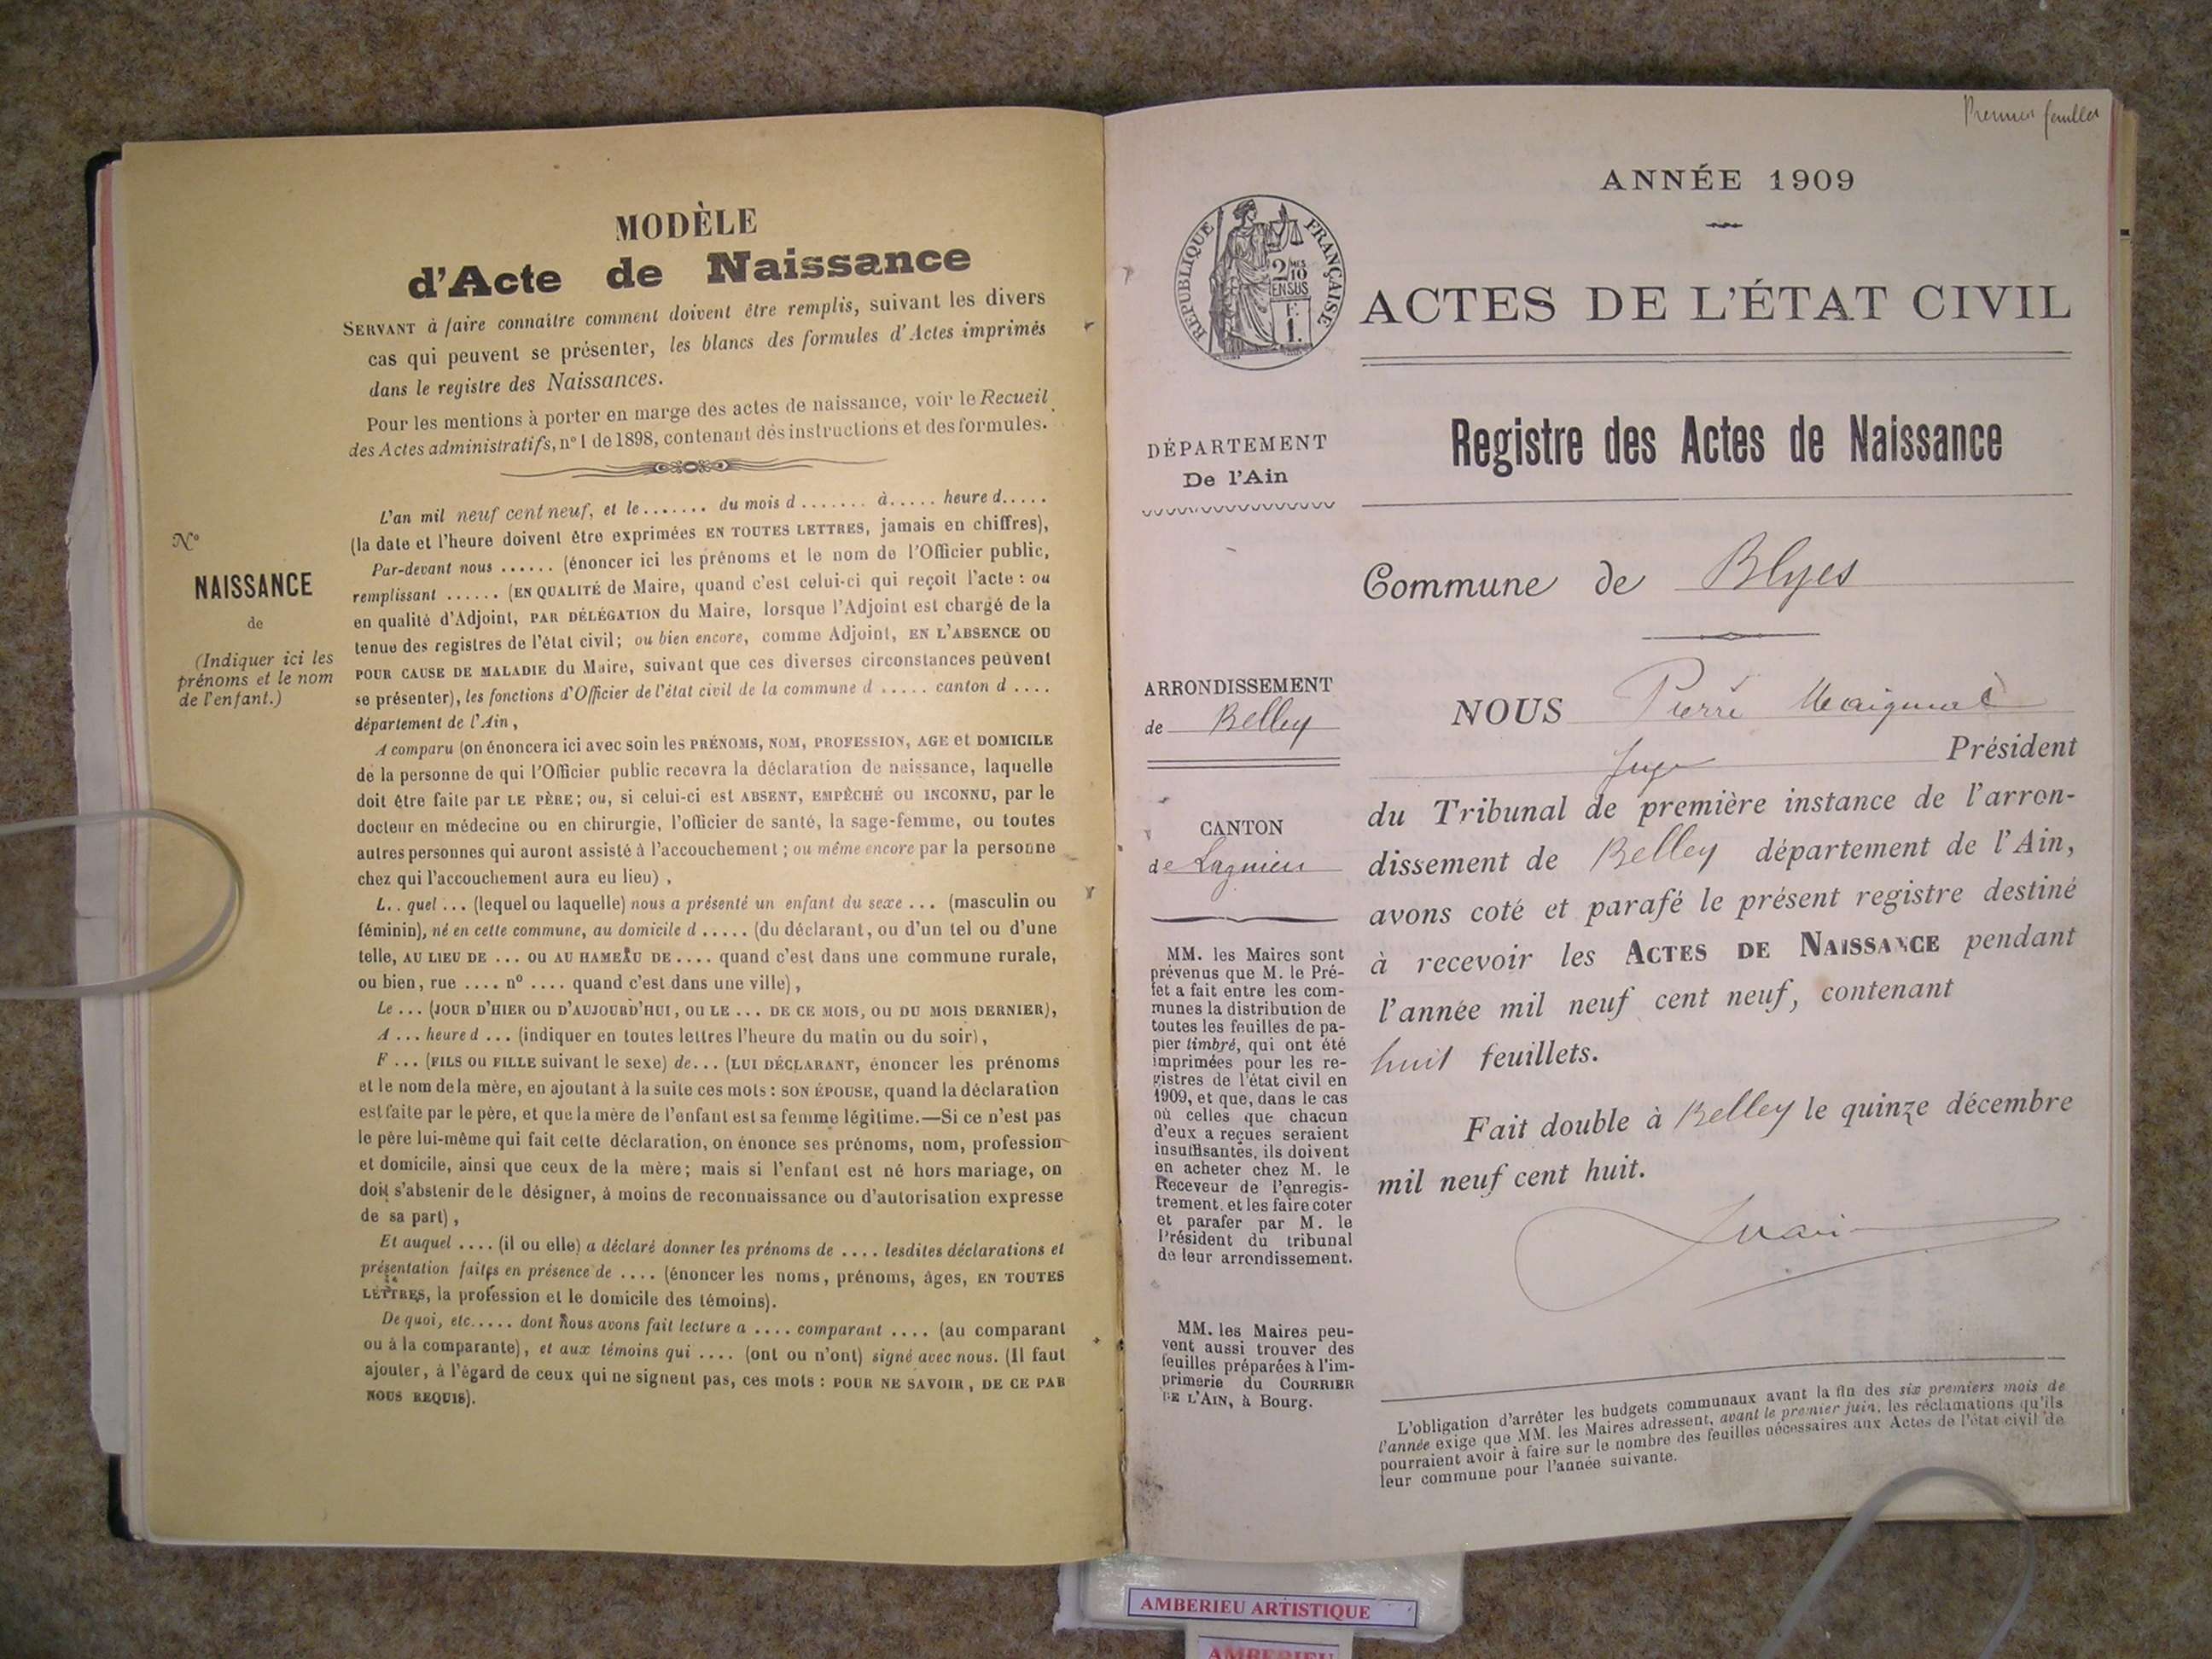 MODÈLE
d'Acte de Naissance
SERVANT à faire connaître comment doivent être remplis, suivant les divers
cas qui peuvent se présenter, les blancs des formules d'Actes imprimés
dans le registre des Naissances.
Pour les mentions à porter en marge des actes de naissance, voir le Recueil
des Actes administratifs, n° 1 de 1898, contenant des instructions et des formules.
N°
NAISSANCE
de
(Indiquer ici les
prénoms et le nom
de l'enfant.)
L'an mil neuf cent neuf, et le ....... du mois d ........ à ..... heure d.....
(la date et l'heure doivent être exprimées EN TOUTES LETTRES, jamais en chiffres),
Par-devant nous ...... (énoncer ici les prénoms et le nom de l'Officier public,
remplissant ...... (EN QUALITÉ de Maire, quand c'est celui-ci qui reçoit l'acte : ou
en qualité d'Adjoint, PAR DÉLÉGATION du Maire, lorsque l'Adjoint est chargé de la
tenue des registres de l'état civil; ou bien encore, comme Adjoint, EN L'ABSENCE OU
POUR CAUSE DE MALADIE du Maire, suivant que ces diverses circonstances peuvent
se présenter), les fonctions d'Officier de l'état civil de la commune d ..... canton d ....
département de l'Ain,
A comparu (on énoncera ici avec soin les PRÉNOMS, NOM, PROFESSION, AGE et DOMICILE
de la personne de qui l'Officier public recevra la déclaration de naissance, laquelle
doit être faite par LE PÈRE; ou, si celui-ci est ABSENT, EMPÊCHÉ OU INCONNU, par le
docteur en médecine ou en chirurgie, l'officier de santé, la sage-femme, ou toutes
autres personnes qui auront assisté à l'accouchement ; ou même encore par la personne
chez qui l'accouchement aura eu lieu) ,
L.. quel ... (lequel ou laquelle) nous a présenté un enfant du sexe ... (masculin ou
féminin), né en cette commune, au domicile d ..... (du déclarant, ou d'un tel ou d'une
telle, AU LIEU DE ... OU AU HAMEAU DE .... quand c'est dans une commune rurale,
ou bien, rue .... n° .... quand c'est dans une ville),
Le ... (JOUR D'HIER OU D'AUJOURD'HUI, OU LE ... DE CE MOIS, OU DU MOIS DERNIER),
A ... heure d ... (indiquer en toutes lettres l'heure du matin ou du soir),
F ... (FILS OU FILLE suivant le sexe) de... (LUI DÉCLARANT, énoncer les prénoms
et le nom de la mère, en ajoutant à la suite ces mots : SON ÉPOUSE, quand la déclaration
est faite par le père, et que la mère de l'enfant est sa femme légitime.—Si ce n'est pas
le père lui-même qui fait cette déclaration, on énonce ses prénoms, nom, profession
et domicile, ainsi que ceux de la mère; mais si l'enfant est né hors mariage, on
doit s'abstenir de le désigner, à moins de reconnaissance ou d'autorisation expresse
de sa part) ,
Et auquel .... (il ou elle) a déclaré donner les prénoms de .... lesdites déclarations et
présentation faites en présence de .... (énoncer les noms, prénoms, âges, EN TOUTES
LETTRES, la profession et le domicile des témoins).
De quoi, etc..... dont nous avons fait lecture a .... comparant .... (au comparant
ou à la comparante), et aux témoins qui .... (ont ou n'ont) signé avec nous. (Il faut
ajouter, à l'égard de ceux qui ne signent pas, ces mots : POUR NE SAVOIR, DE CE PAR
NOUS REQUIS).
Premier feuillet
ANNÉE 1909
RÉPUBLIQUE FRANÇAISE
2/10
EN SUS
1F.
ACTES DE L'ÉTAT CIVIL
Registre des Actes de Naissance
DÉPARTEMENT
De l'Ain
Commune de Blyes
ARRONDISSEMENT
de Belley
CANTON
de Lagnieu
MM. les Maires sont
prévenus que M. le Pré-
fet a fait entre les com-
munes la distribution de
toutes les feuilles de pa-
pier timbré, qui ont été
imprimées pour les re-
gistres de l'état civil en
1909, et que, dans le cas
où celles que chacun
d'eux a reçues seraient
insuffisantes, ils doivent
en acheter chez M. le
Receveur de l'enregis-
trement, et les faire coter
et parafer par M. le
Président du tribunal
de leur arrondissement.
MM. les Maires peu-
vent aussi trouver des
feuilles préparées à l'im-
primerie du COURRIER
DE L'AIN, à Bourg.
NOUS Pierre
Juge Président
du Tribunal de première instance de l'arron-
dissement de Belley département de l'Ain,
avons coté et parafé le présent registre destiné
à recevoir les ACTES DE NAISSANCE pendant
l'année mil neuf cent neuf, contenant
huit feuillets.
Fait double à Belley le quinze décembre
mil neuf cent huit.
L'obligation d'arrêter les budgets communaux avant la fin des six premiers mois de
l'année exige que MM. les Maires adressent, avant le premier juin, les réclamations qu'ils
pourraient avoir à faire sur le nombre des feuilles nécessaires aux Actes de l'état civil de
leur commune pour l'année suivante.
AMBERIEU ARTISTIQUE
AMBERIEU